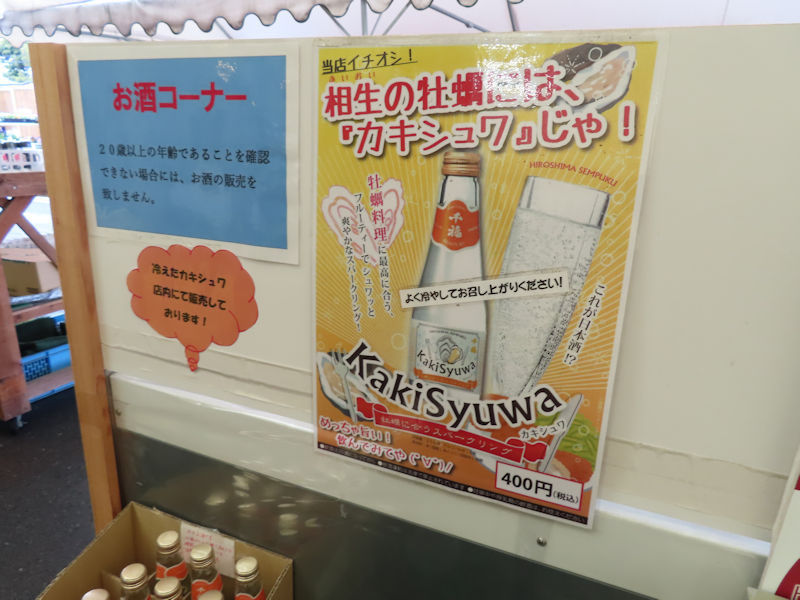 お酒コーナー
20歳以上の年齢であることを確認
できない場合には、お酒の販売を
致しません。
冷えたカキシュワ
店内にて販売して
おります!
当店イチオシ!
あいおい
相生の牡蠣には、
『カキシュワ』じゃ!
HIROSHIMA SEMPUKU
牡蠣料理に最高に合う、
フルーティーでシュワッと
爽やかなスパークリング!
千福
よく冷やしてお召し上がりください!
これが日本酒!?
KakiSyuwa
KakiSyuwa
カキシュワ
牡蠣に合うスパークリング
めっちゃ旨い!
飲んでみてや(°∀°)/
400円(税込)